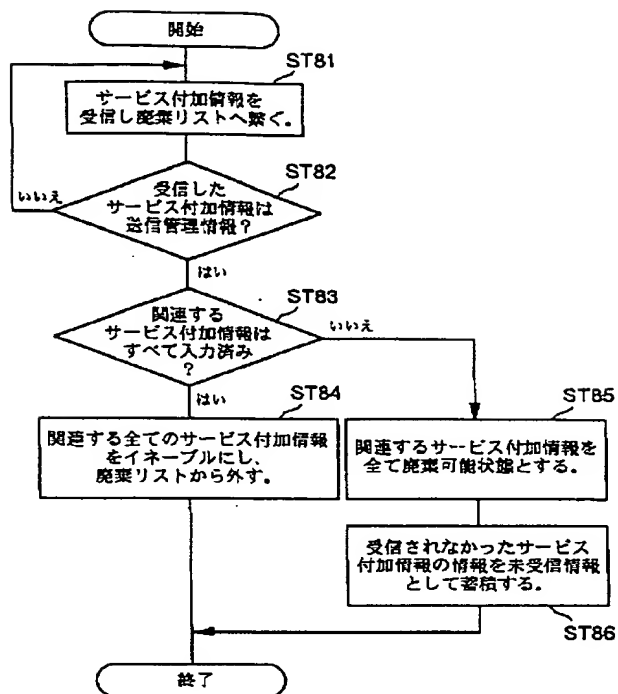 開始
ST81
サービス付加情報を
受信し廃棄リストへ繋ぐ。
ST82
いいえ
受信した
サービス付加情報は
送信管理情報？
はい
ST83
関連する
サービス付加情報は
すべて入力済み
？
いいえ
はい
ST84
関連する全てのサービス付加情報
をイネーブルにし、
廃棄リストから外す。
ST85
関連するサービス付加情報を
全て廃棄可能状態とする。
受信されなかったサービス
付加情報の情報を未受信情報
として蓄積する。
ST86
終了